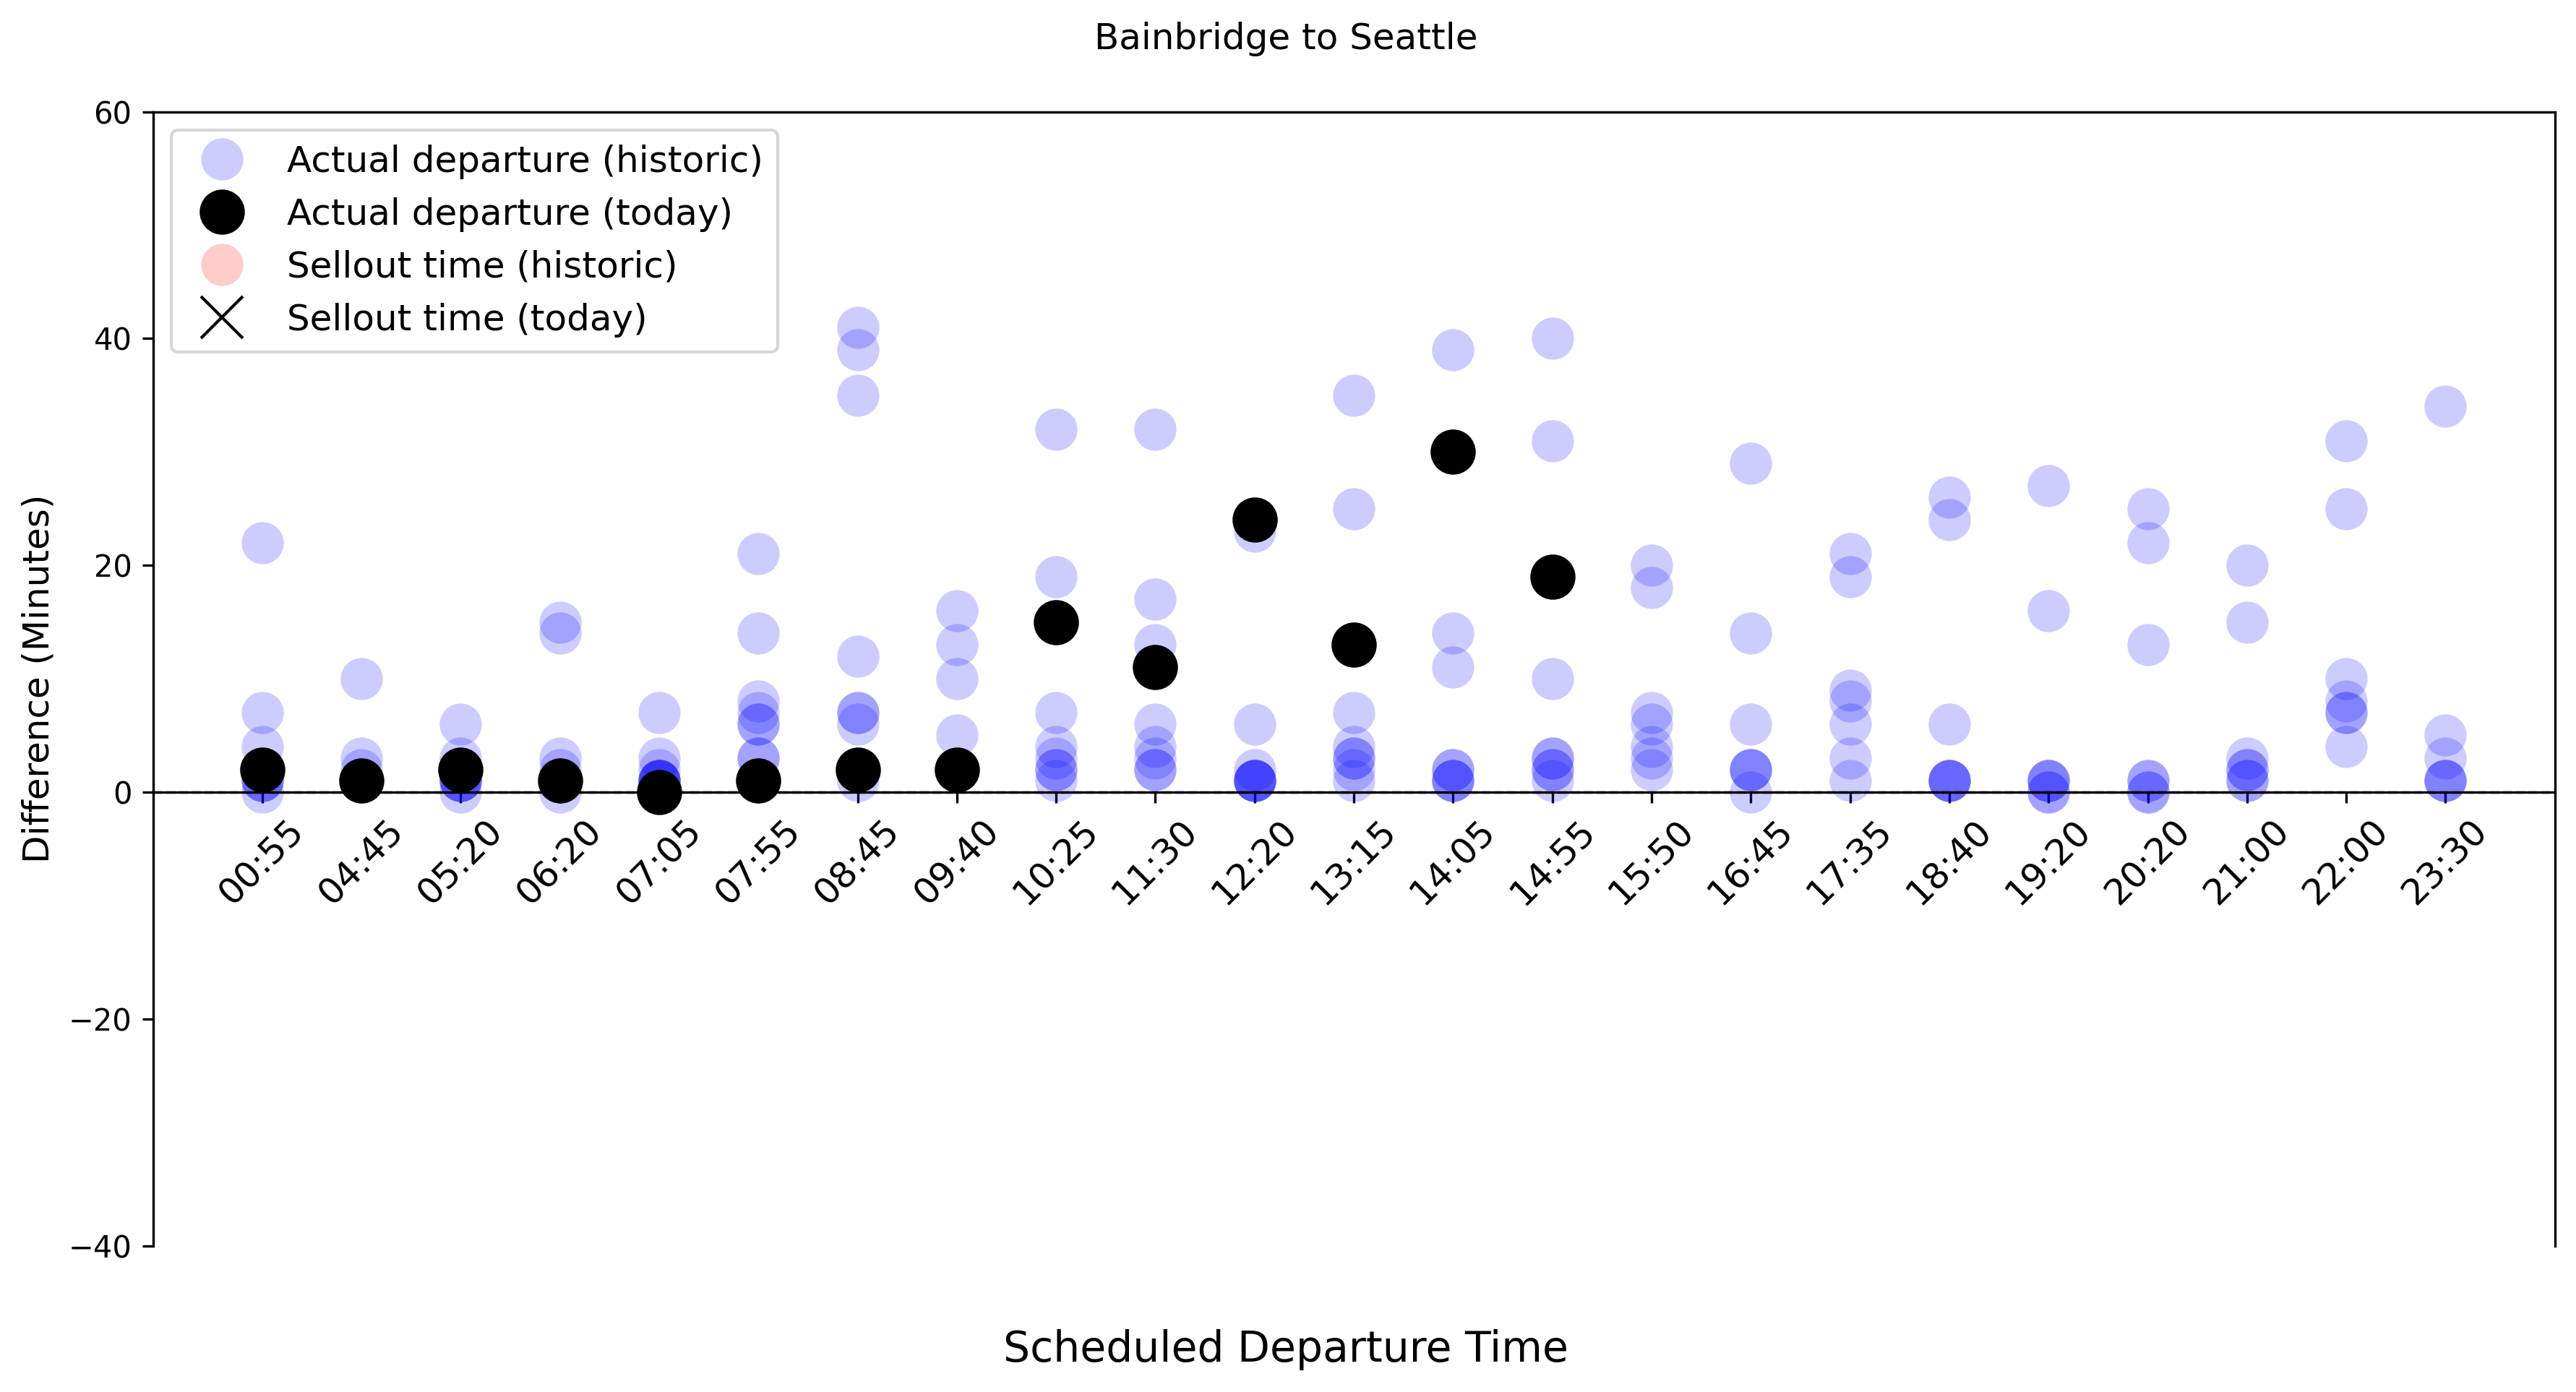 Bainbridge to Seattle
60
40
20
0
−20
−40
Difference (Minutes)
Actual departure (historic)
Actual departure (today)
Sellout time (historic)
Sellout time (today)
00:55 04:45 05:20 06:20 07:05 07:55 08:45 09:40 10:25 11:30 12:20 13:15 14:05 14:55 15:50 16:45 17:35 18:40 19:20 20:20 21:00 22:00 23:30
Scheduled Departure Time